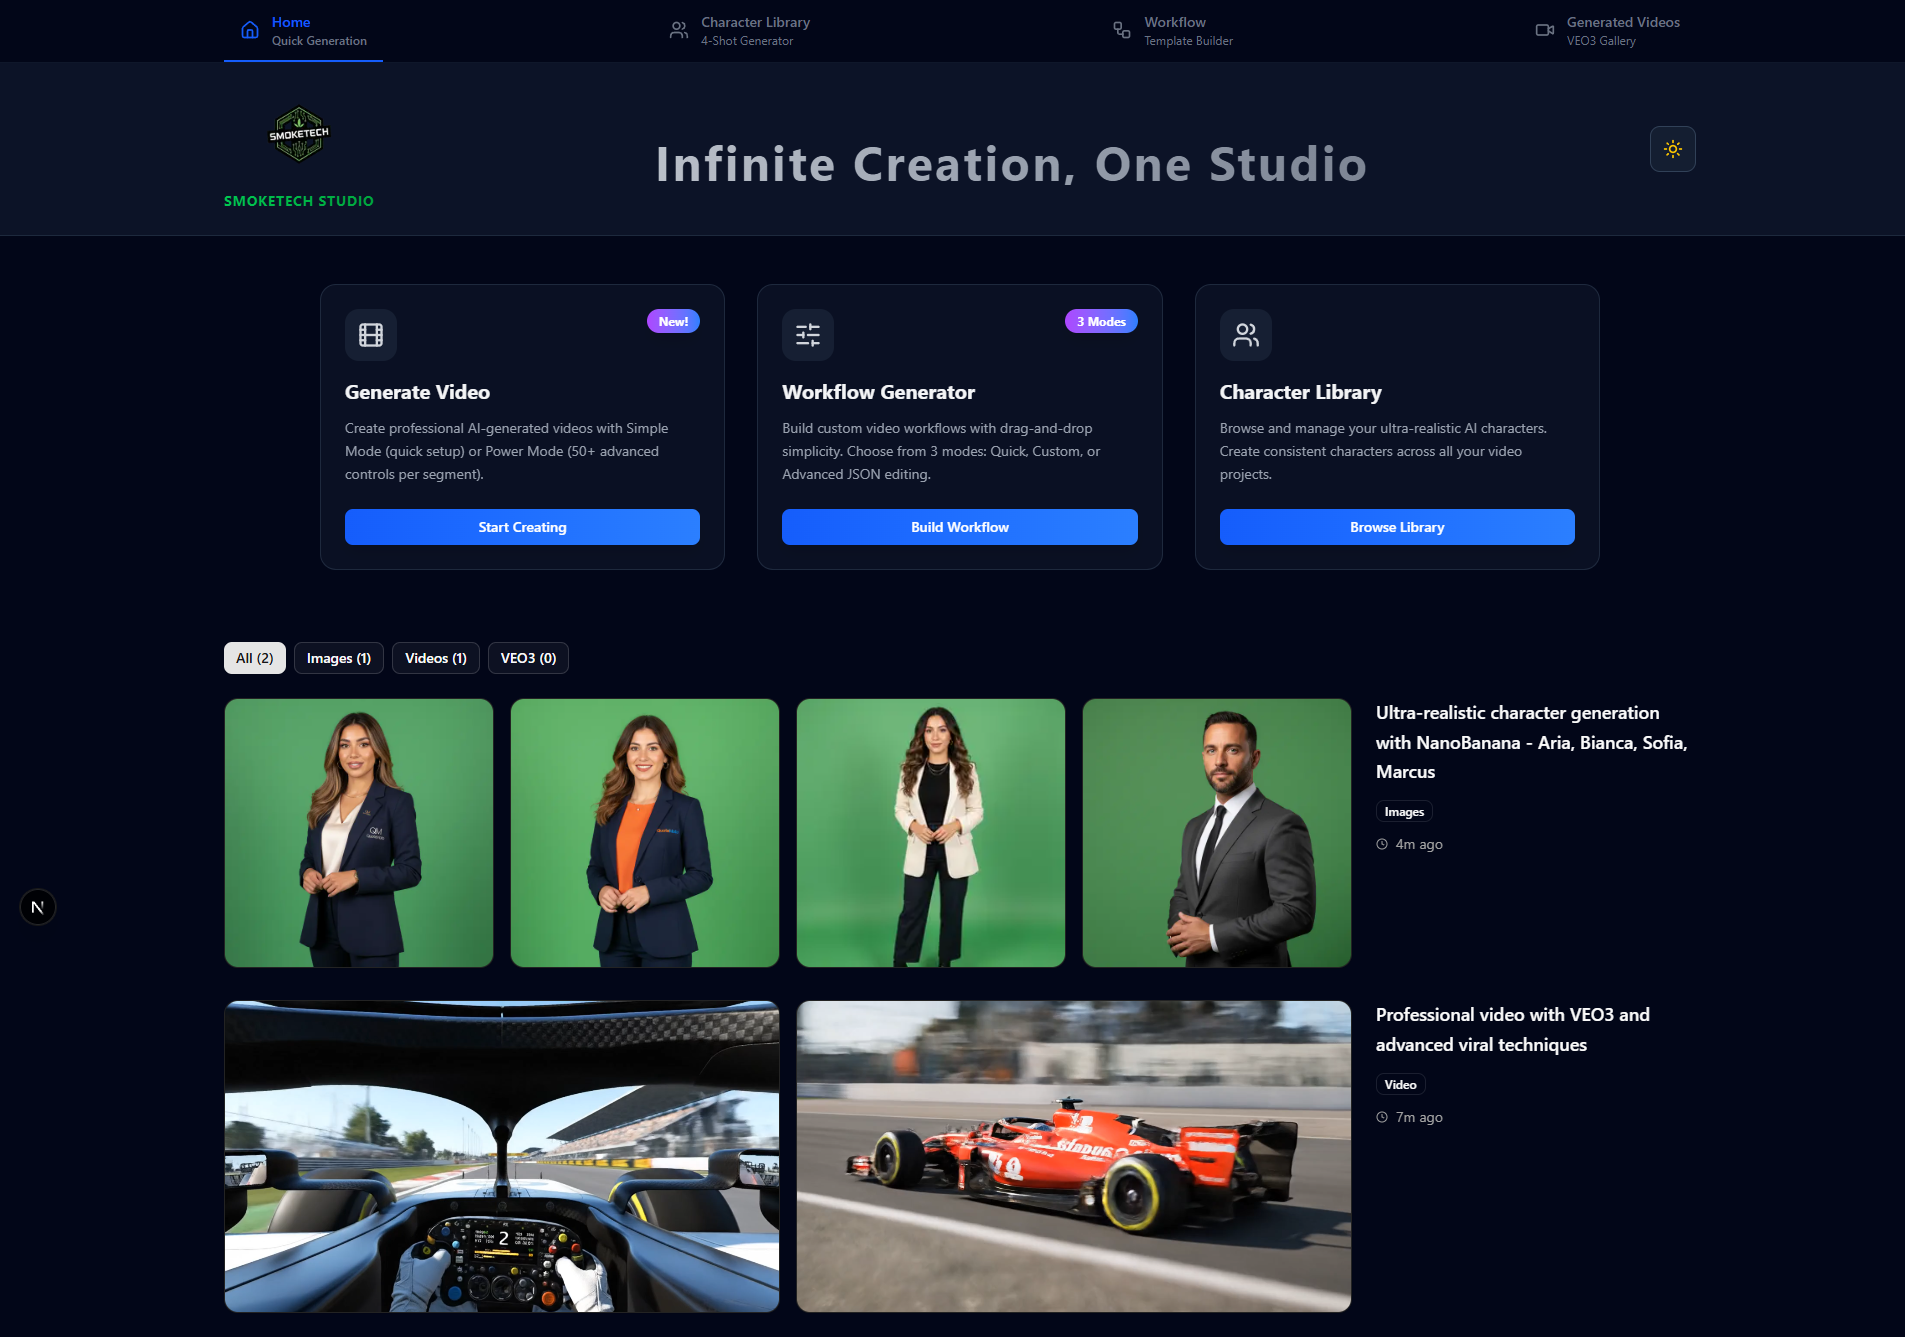 Home
Quick Generation
Character Library
4-Shot Generator
Workflow
Template Builder
Generated Videos
VEO3 Gallery
SMOKETECH
SMOKETECH STUDIO
Infinite Creation, One Studio
New!
Generate Video
Create professional AI-generated videos with Simple
Mode (quick setup) or Power Mode (50+ advanced
controls per segment).
Start Creating
3 Modes
Workflow Generator
Build custom video workflows with drag-and-drop
simplicity. Choose from 3 modes: Quick, Custom, or
Advanced JSON editing.
Build Workflow
Character Library
Browse and manage your ultra-realistic AI characters.
Create consistent characters across all your video
projects.
Browse Library
All (2)
Images (1)
Videos (1)
VEO3 (0)
Ultra-realistic character generation
with NanoBanana - Aria, Bianca, Sofia,
Marcus
Images
4m ago
N
Professional video with VEO3 and
advanced viral techniques
Video
7m ago
2